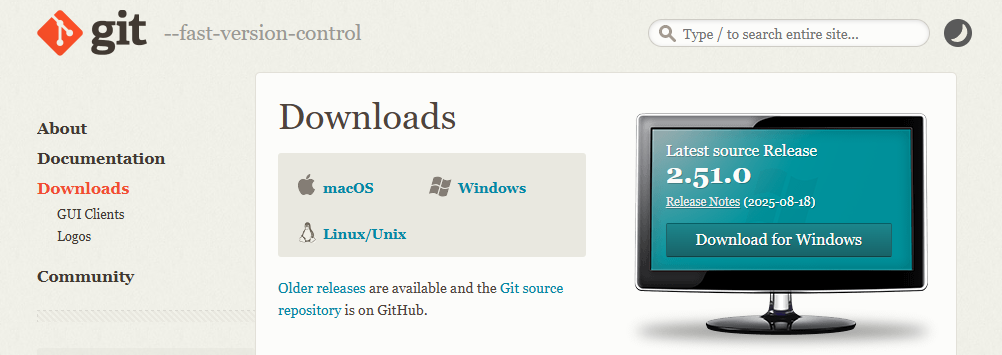 git --fast-version-control
Type / to search entire site...
About
Documentation
Downloads
GUI Clients
Logos
Community
Downloads
macOS
Windows
Linux/Unix
Older releases are available and the Git source
repository is on GitHub.
Latest source Release
2.51.0
Release Notes (2025-08-18)
Download for Windows